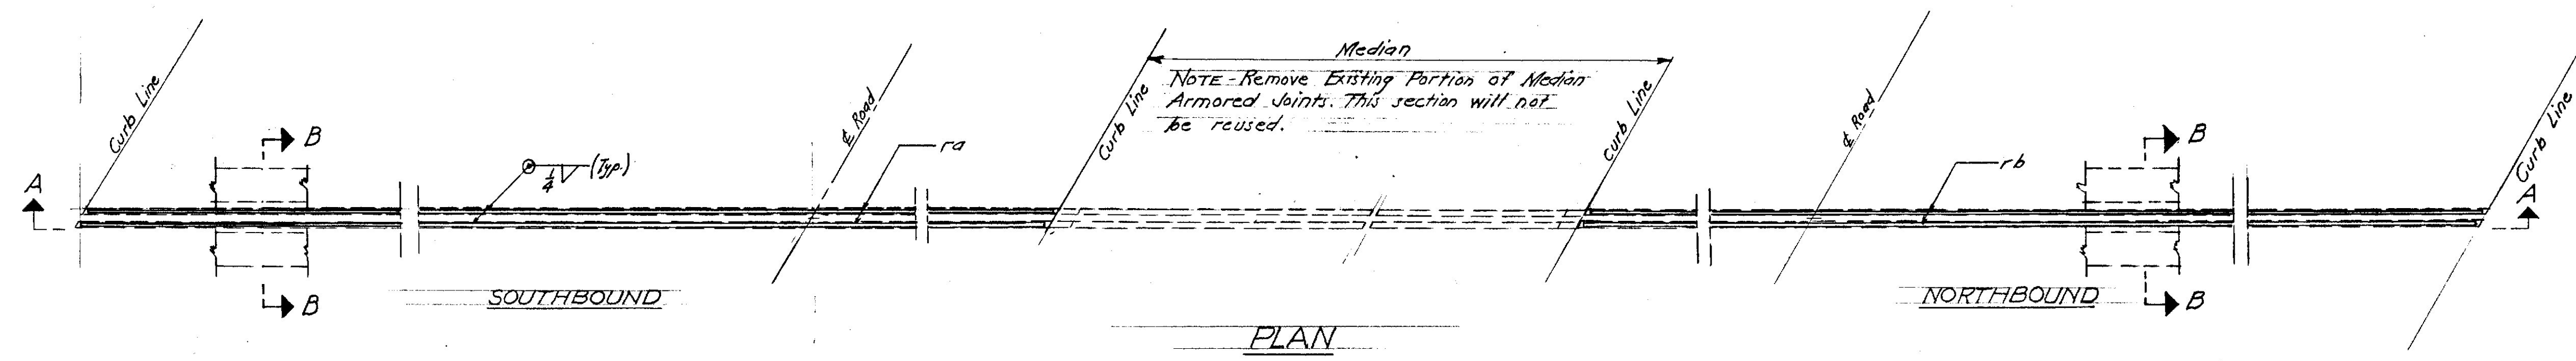 Median
NOTE - Remove Existing Portion of Median
Armored Joints. This section will not
be reused.
Curb Line
℄ Road
Curb Line
Curb Line
℄ Road
Curb Line
B
B
ra
rb
1/4 (Typ.)
A
A
B
B
SOUTHBOUND
NORTHBOUND
PLAN